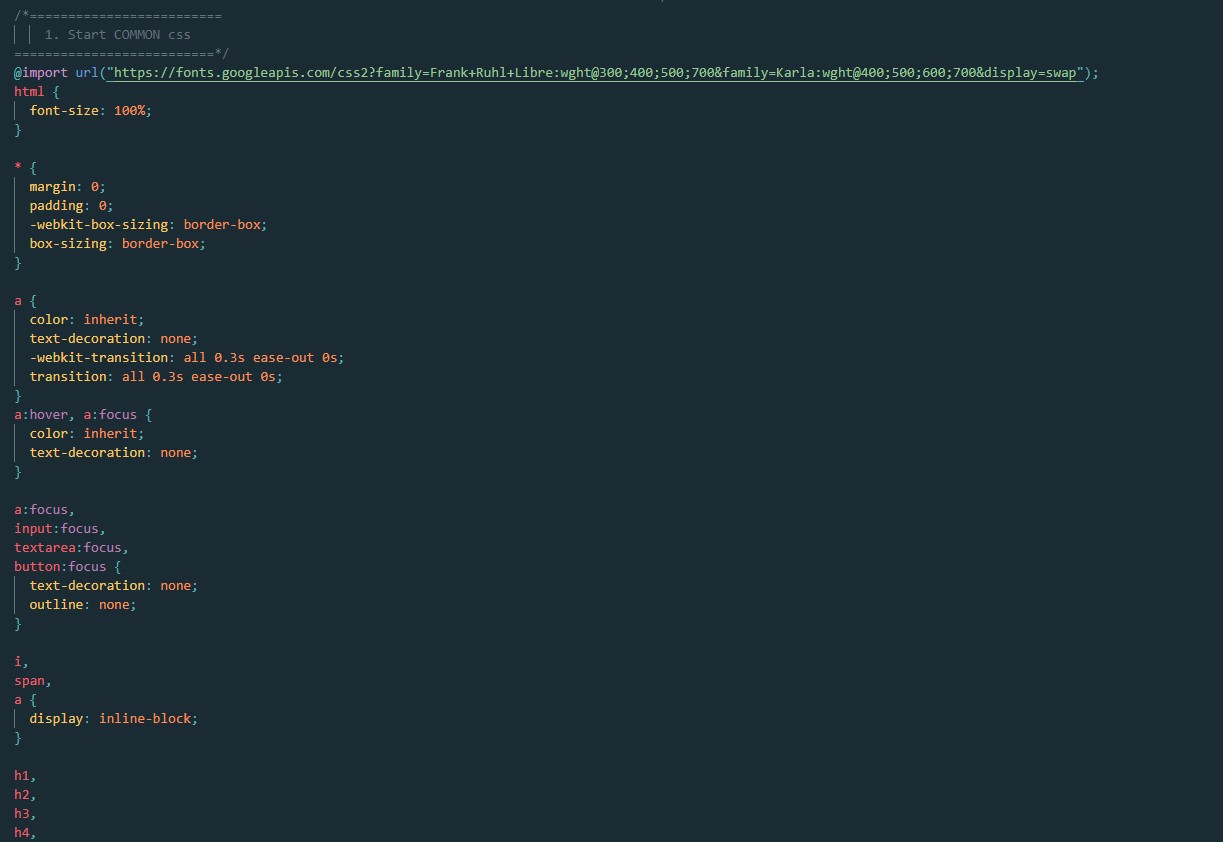 /*=========================
1. Start COMMON css
==========================*/
@import url("https://fonts.googleapis.com/css2?family=Frank+Ruhl+Libre:wght@300;400;500;700&family=Karla:wght@400;500;600;700&display=swap");
html {
font-size: 100%;
}
* {
margin: 0;
padding: 0;
-webkit-box-sizing: border-box;
box-sizing: border-box;
}
a {
color: inherit;
text-decoration: none;
-webkit-transition: all 0.3s ease-out 0s;
transition: all 0.3s ease-out 0s;
}
a:hover, a:focus {
color: inherit;
text-decoration: none;
}
a:focus,
input:focus,
textarea:focus,
button:focus {
text-decoration: none;
outline: none;
}
i,
span,
a {
display: inline-block;
}
h1,
h2,
h3,
h4,